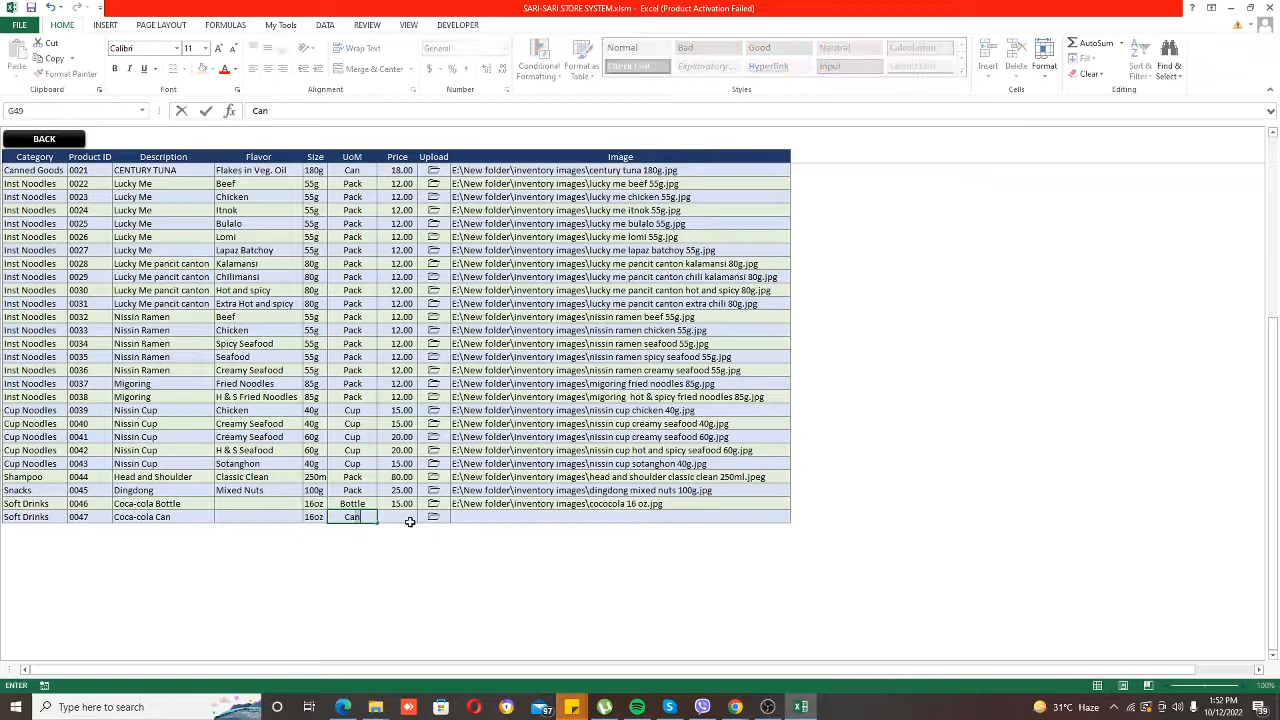 SARI-SARI STORE SYSTEM.xlsm - Excel (Product Activation Failed)
FILE HOME INSERT PAGE LAYOUT FORMULAS My Tools DATA REVIEW VIEW DEVELOPER
Paste Cut Copy Format Painter
Calibri 11
Wrap Text
Merge & Center
General
Conditional Formatting Format as Table
Normal Bad Good Neutral Calculation
Check Cell Explanatory ... Hyperlink Input Linked Cell
Insert Delete Format
AutoSum Fill Clear
Sort & Filter Find & Select
Clipboard Font Alignment Number Styles Cells Editing
G49 Can
BACK
Category Product ID Description Flavor Size UoM Price Upload Image
Canned Goods 0021 CENTURY TUNA Flakes in Veg. Oil 180g Can 18.00 E:\New folder\inventory images\century tuna 180g.jpg
Inst Noodles 0022 Lucky Me Beef 55g Pack 12.00 E:\New folder\inventory images\lucky me beef 55g.jpg
Inst Noodles 0023 Lucky Me Chicken 55g Pack 12.00 E:\New folder\inventory images\lucky me chicken 55g.jpg
Inst Noodles 0024 Lucky Me Itnok 55g Pack 12.00 E:\New folder\inventory images\lucky me itnok 55g.jpg
Inst Noodles 0025 Lucky Me Bulalo 55g Pack 12.00 E:\New folder\inventory images\lucky me bulalo 55g.jpg
Inst Noodles 0026 Lucky Me Lomi 55g Pack 12.00 E:\New folder\inventory images\lucky me lomi 55g.jpg
Inst Noodles 0027 Lucky Me Lapaz Batchoy 55g Pack 12.00 E:\New folder\inventory images\lucky me lapaz batchoy 55g.jpg
Inst Noodles 0028 Lucky Me pancit canton Kalamansi 80g Pack 12.00 E:\New folder\inventory images\lucky me pancit canton kalamansi 80g.jpg
Inst Noodles 0029 Lucky Me pancit canton Chilimansi 80g Pack 12.00 E:\New folder\inventory images\lucky me pancit canton chili kalamansi 80g.jpg
Inst Noodles 0030 Lucky Me pancit canton Hot and spicy 80g Pack 12.00 E:\New folder\inventory images\lucky me pancit canton hot and spicy 80g.jpg
Inst Noodles 0031 Lucky Me pancit canton Extra Hot and spicy 80g Pack 12.00 E:\New folder\inventory images\lucky me pancit canton extra chili 80g.jpg
Inst Noodles 0032 Nissin Ramen Beef 55g Pack 12.00 E:\New folder\inventory images\nissin ramen beef 55g.jpg
Inst Noodles 0033 Nissin Ramen Chicken 55g Pack 12.00 E:\New folder\inventory images\nissin ramen chicken 55g.jpg
Inst Noodles 0034 Nissin Ramen Spicy Seafood 55g Pack 12.00 E:\New folder\inventory images\nissin ramen seafood 55g.jpg
Inst Noodles 0035 Nissin Ramen Seafood 55g Pack 12.00 E:\New folder\inventory images\nissin ramen spicy seafood 55g.jpg
Inst Noodles 0036 Nissin Ramen Creamy Seafood 55g Pack 12.00 E:\New folder\inventory images\nissin ramen creamy seafood 55g.jpg
Inst Noodles 0037 Migoring Fried Noodles 85g Pack 12.00 E:\New folder\inventory images\migoring fried noodles 85g.jpg
Inst Noodles 0038 Migoring H & S Fried Noodles 85g Pack 12.00 E:\New folder\inventory images\migoring hot & spicy fried noodles 85g.jpg
Cup Noodles 0039 Nissin Cup Chicken 40g Cup 15.00 E:\New folder\inventory images\nissin cup chicken 40g.jpg
Cup Noodles 0040 Nissin Cup Creamy Seafood 40g Cup 15.00 E:\New folder\inventory images\nissin cup creamy seafood 40g.jpg
Cup Noodles 0041 Nissin Cup Creamy Seafood 60g Cup 20.00 E:\New folder\inventory images\nissin cup creamy seafood 60g.jpg
Cup Noodles 0042 Nissin Cup H & S Seafood 60g Cup 20.00 E:\New folder\inventory images\nissin cup hot and spicy seafood 60g.jpg
Cup Noodles 0043 Nissin Cup Sotanghon 40g Cup 15.00 E:\New folder\inventory images\nissin cup sotanghon 40g.jpg
Shampoo 0044 Head and Shoulder Classic Clean 250m Pack 80.00 E:\New folder\inventory images\head and shoulder classic clean 250ml.jpeg
Snacks 0045 Dingdong Mixed Nuts 100g Pack 25.00 E:\New folder\inventory images\dingdong mixed nuts 100g.jpg
Soft Drinks 0046 Coca-cola Bottle 16oz Bottle 15.00 E:\New folder\inventory images\cococola 16 oz.jpg
Soft Drinks 0047 Coca-cola Can 16oz Can
ENTER 100%
Type here to search 97 31°C Haze 1:52 PM
10/12/2022